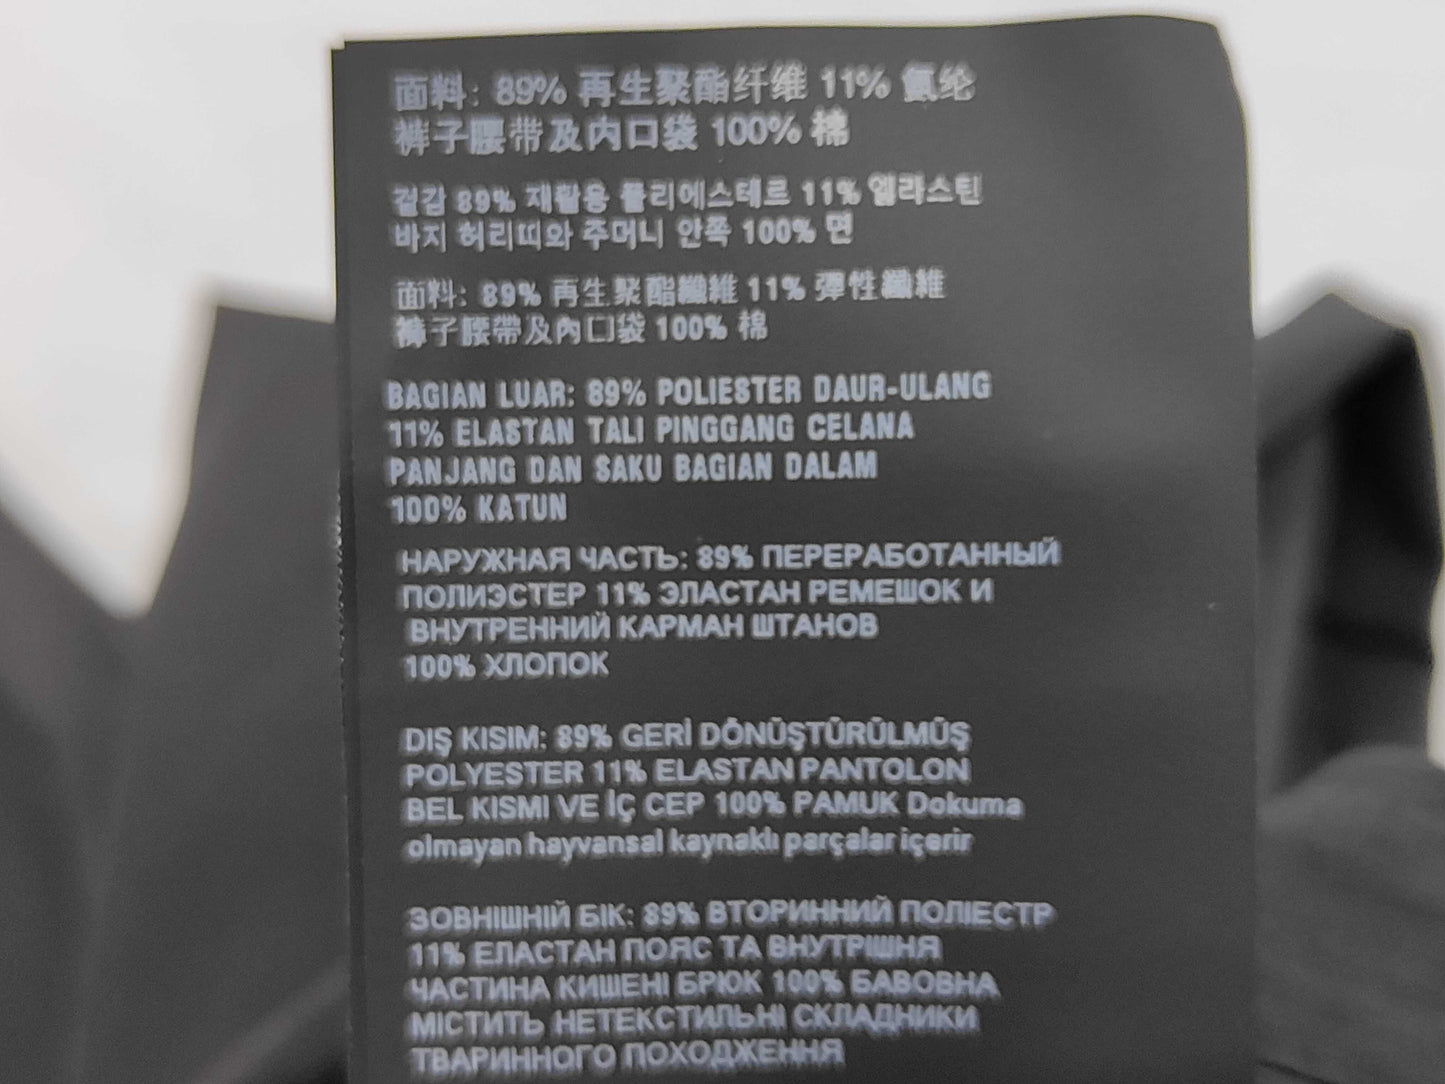 面料: 89% 再生聚酯纤维 11% 氨纶
裤子腰带及内口袋 100% 棉
겉감 89% 재활용 폴리에스테르 11% 엘라스틴
바지 허리띠와 주머니 안쪽 100% 면
面料: 89% 再生聚酯纖維 11% 彈性纖維
褲子腰帶及內口袋 100% 棉
BAGIAN LUAR: 89% POLIESTER DAUR-ULANG
11% ELASTAN TALI PINGGANG CELANA
PANJANG DAN SAKU BAGIAN DALAM
100% KATUN
НАРУЖНАЯ ЧАСТЬ: 89% ПЕРЕРАБОТАННЫЙ
ПОЛИЭСТЕР 11% ЭЛАСТАН РЕМЕШОК И
ВНУТРЕННИЙ КАРМАН ШТАНОВ
100% ХЛОПОК
DIŞ KISIM: 89% GERİ DÖNÜŞTÜRÜLMÜŞ
POLYESTER 11% ELASTAN PANTOLON
BEL KISMI VE İÇ CEP 100% PAMUK Dokuma
olmayan hayvansal kaynaklı parçalar içerir
ЗОВНІШНІЙ БІК: 89% ВТОРИННИЙ ПОЛІЕСТР
11% ЕЛАСТАН ПОЯС ТА ВНУТРІШНЯ
ЧАСТИНА КИШЕНІ БРЮК 100% БАВОВНА
МІСТИТЬ НЕТЕКСТИЛЬНІ СКЛАДНИКИ
ТВАРИННОГО ПОХОДЖЕННЯ